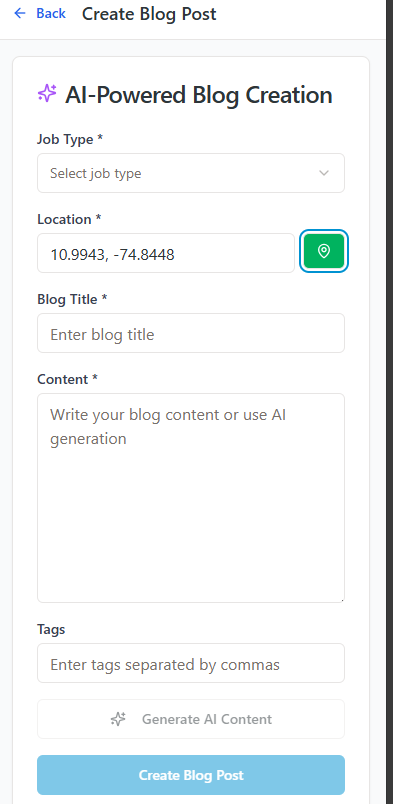 Back Create Blog Post
AI-Powered Blog Creation
Job Type *
Select job type
Location *
10.9943, -74.8448
Blog Title *
Enter blog title
Content *
Write your blog content or use AI
generation
Tags
Enter tags separated by commas
Generate AI Content
Create Blog Post